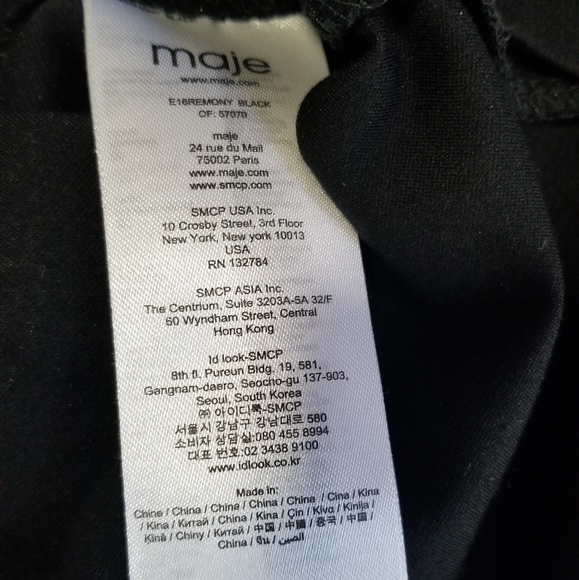 maje
www.maje.com
E16REMONY BLACK
OF: 57070
maje
24 rue du Mail
75002 Paris
www.maje.com
www.smcp.com
SMCP USA Inc.
10 Crosby Street, 3rd Floor
New York, New york 10013
USA
RN 132784
SMCP ASIA Inc.
The Centrium, Suite 3203A-5A 32/F
60 Wyndham Street, Central
Hong Kong
Id look-SMCP
8th fl. Pureun Bldg. 19, 581,
Gangnam-daero, Seocho-gu 137-903,
Seoul, South Korea
㈜ 아이디룩-SMCP
서울시 강남구 강남대로 580
소비자 상담실:080 455 8994
대표 번호:02 3438 9100
www.idlook.co.kr
Made in:
Chine / China / China / China / China / Cina / Kina
/ Kina / Китай / China / Kina / Çin / Kiva / Kinija /
Ķīnā / Chiny / Китай / 中国 / 中國 / 중국 / 中国 /
China / จีน / الصين